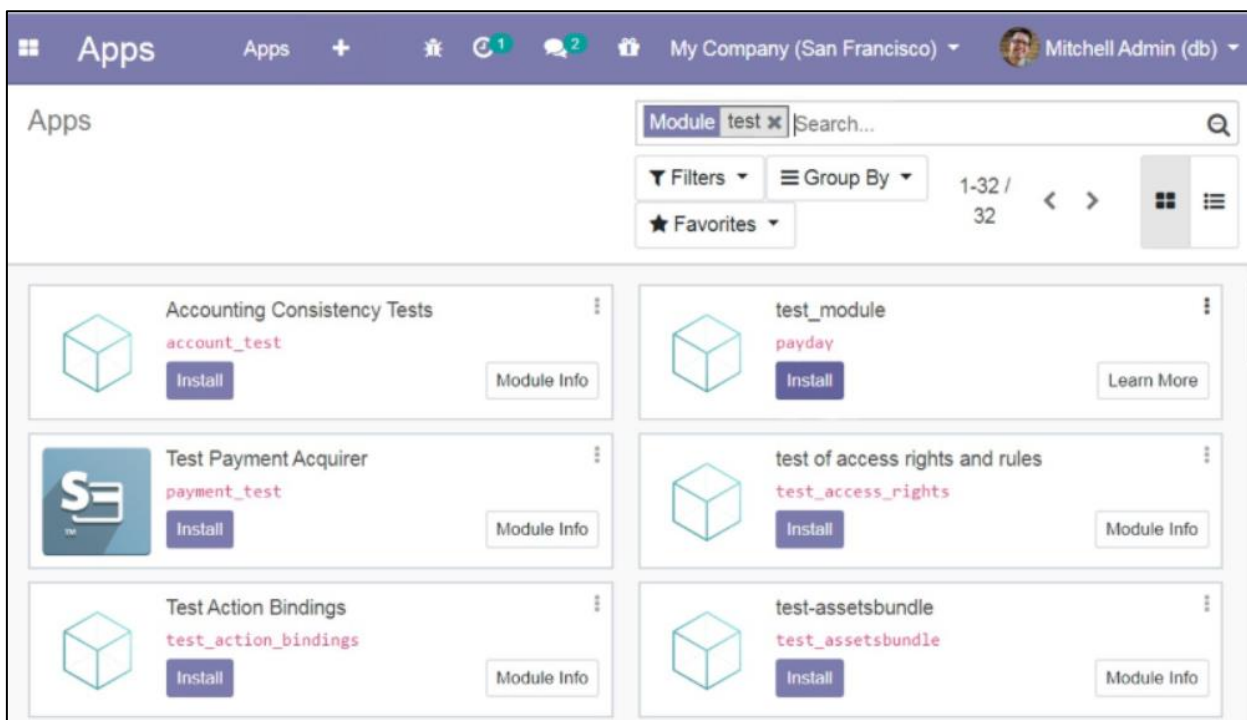 Apps Apps + 1 2 My Company (San Francisco) Mitchell Admin (db)
Apps
Module test × Search...
Filters Group By
1-32 /
32
Favorites
Accounting Consistency Tests
account_test
Install Module Info
test_module
payday
Install Learn More
Test Payment Acquirer
payment_test
Install Module Info
test of access rights and rules
test_access_rights
Install Module Info
Test Action Bindings
test_action_bindings
Install Module Info
test-assetsbundle
test_assetsbundle
Install Module Info